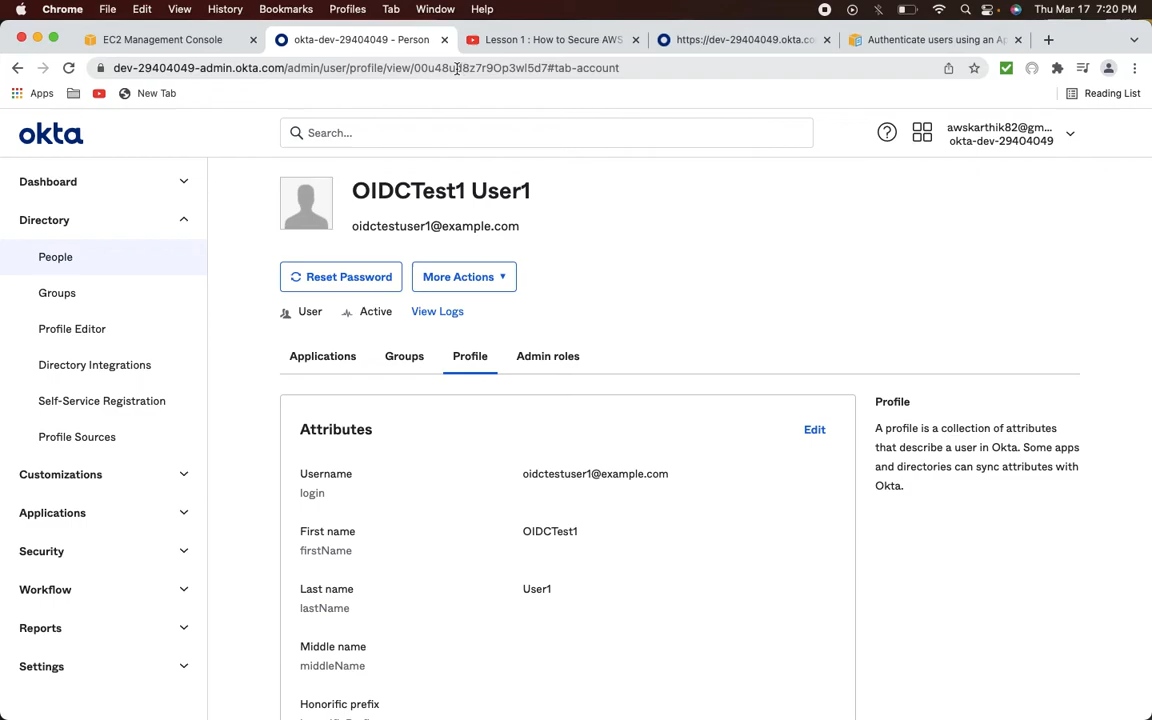 Chrome File Edit View History Bookmarks Profiles Tab Window Help Thu Mar 17 7:20 PM
EC2 Management Console okta-dev-29404049 - Person Lesson 1 : How to Secure AWS https://dev-29404049.okta.co Authenticate users using an Ap
dev-29404049-admin.okta.com/admin/user/profile/view/00u48ujl8z7r9Op3wl5d7#tab-account
Apps New Tab Reading List
okta
Search...
awskarthik82@gm...
okta-dev-29404049
Dashboard
Directory
People
Groups
Profile Editor
Directory Integrations
Self-Service Registration
Profile Sources
Customizations
Applications
Security
Workflow
Reports
Settings
OIDCTest1 User1
oidctestuser1@example.com
Reset Password More Actions
User Active View Logs
Applications Groups Profile Admin roles
Attributes Edit
Username oidctestuser1@example.com
login
First name OIDCTest1
firstName
Last name User1
lastName
Middle name
middleName
Honorific prefix
Profile
A profile is a collection of attributes
that describe a user in Okta. Some apps
and directories can sync attributes with
Okta.